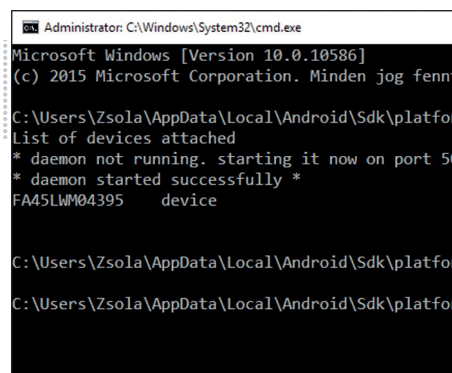 Administrator: C:\Windows\System32\cmd.exe
Microsoft Windows [Version 10.0.10586]
(c) 2015 Microsoft Corporation. Minden jog fenn
C:\Users\Zsola\AppData\Local\Android\Sdk\platfo
List of devices attached
* daemon not running. starting it now on port 5
* daemon started successfully *
FA45LWM04395 device
C:\Users\Zsola\AppData\Local\Android\Sdk\platfo
C:\Users\Zsola\AppData\Local\Android\Sdk\platfo